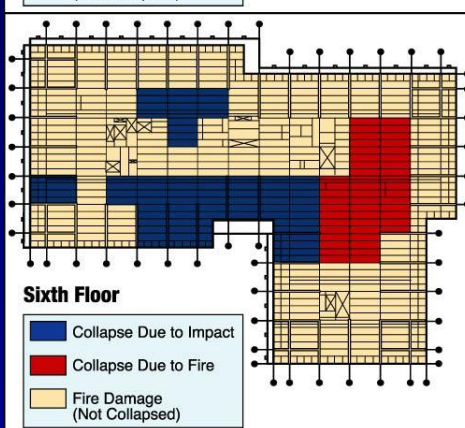 Sixth Floor
Collapse Due to Impact
Collapse Due to Fire
Fire Damage
(Not Collapsed)